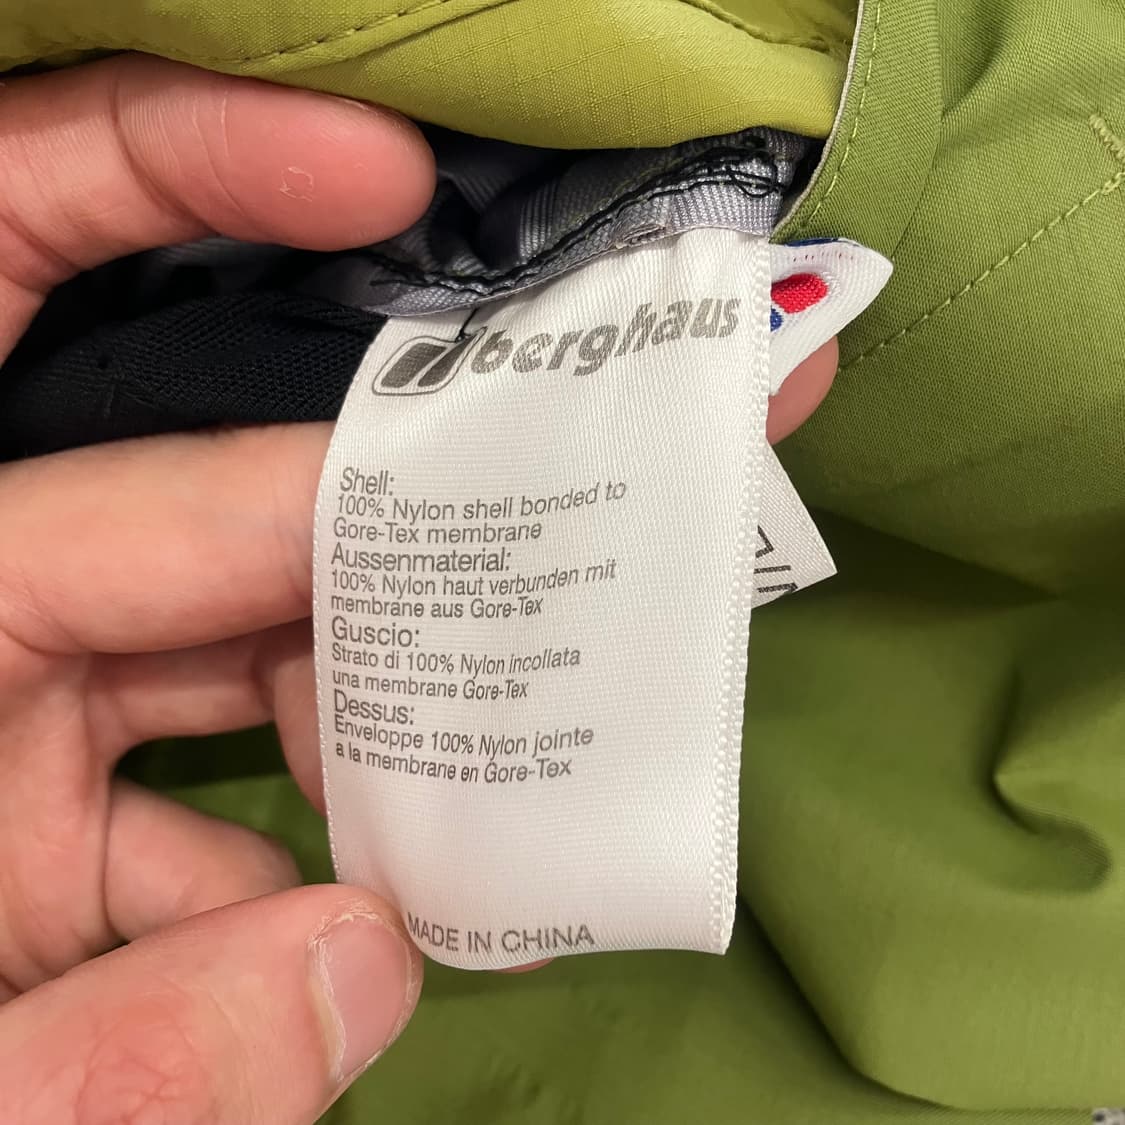 berghaus
Shell:
100% Nylon shell bonded to
Gore-Tex membrane
Aussenmaterial:
100% Nylon haut verbunden mit
membrane aus Gore-Tex
Guscio:
Strato di 100% Nylon incollata
una membrane Gore-Tex
Dessus:
Enveloppe 100% Nylon jointe
a la membrane en Gore-Tex
MADE IN CHINA